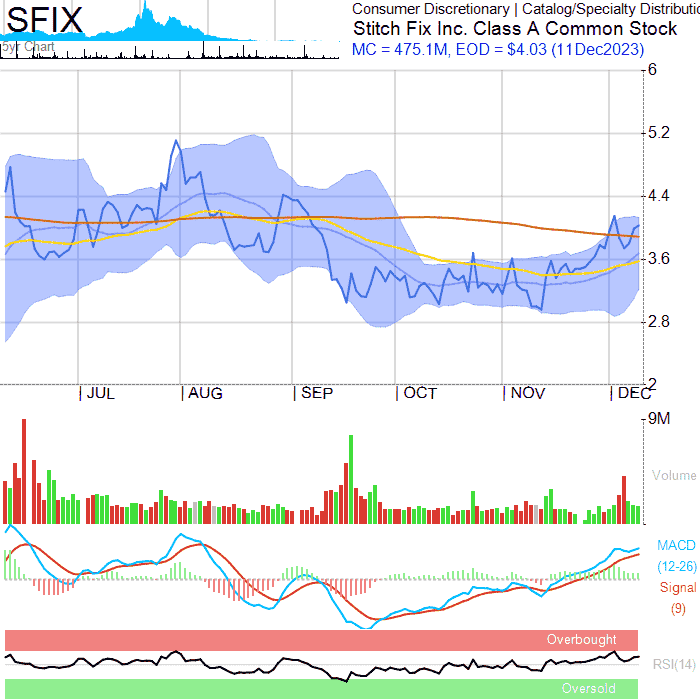 SFIX
5yr Chart
Consumer Discretionary | Catalog/Specialty Distributio
Stitch Fix Inc. Class A Common Stock
MC = 475.1M, EOD = $4.03 (11Dec2023)
6
5.2
4.4
3.6
2.8
2
| JUL | AUG | SEP | OCT | NOV | DEC
9M
Volume
MACD
(12-26)
Signal
(9)
Overbought
RSI(14)
Oversold